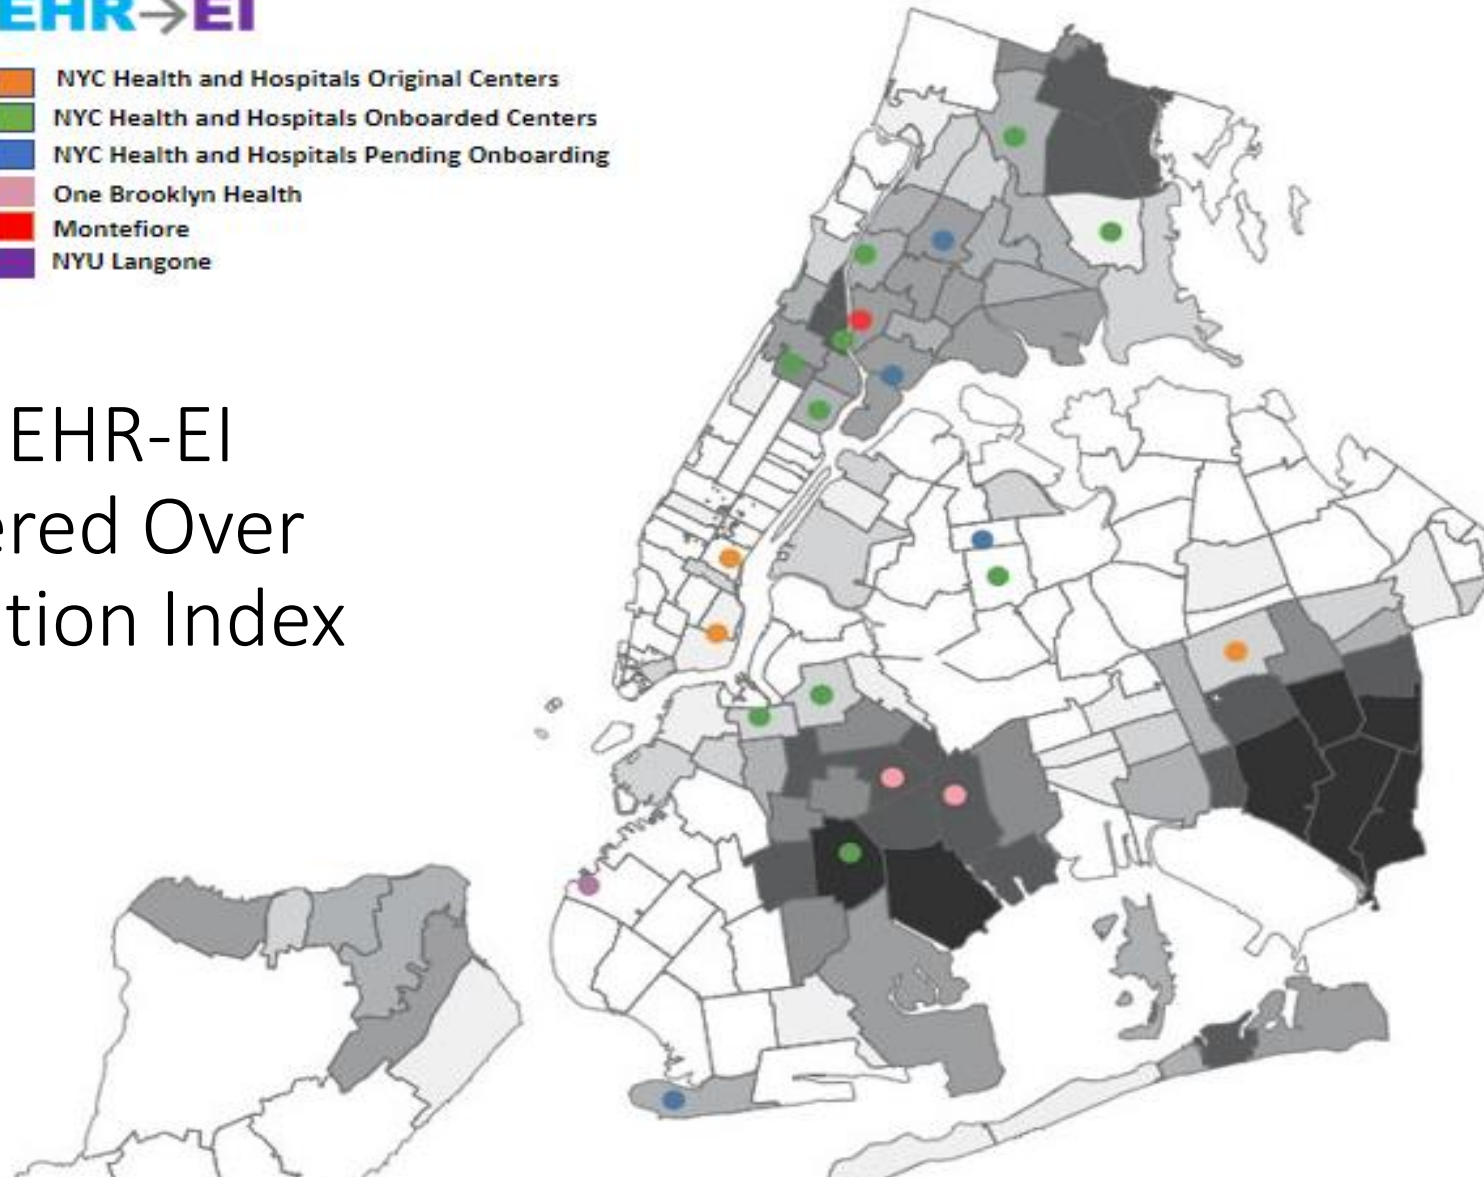 EHR→EI
NYC Health and Hospitals Original Centers
NYC Health and Hospitals Onboarded Centers
NYC Health and Hospitals Pending Onboarding
One Brooklyn Health
Montefiore
NYU Langone
EHR-EI
ered Over
tion Index